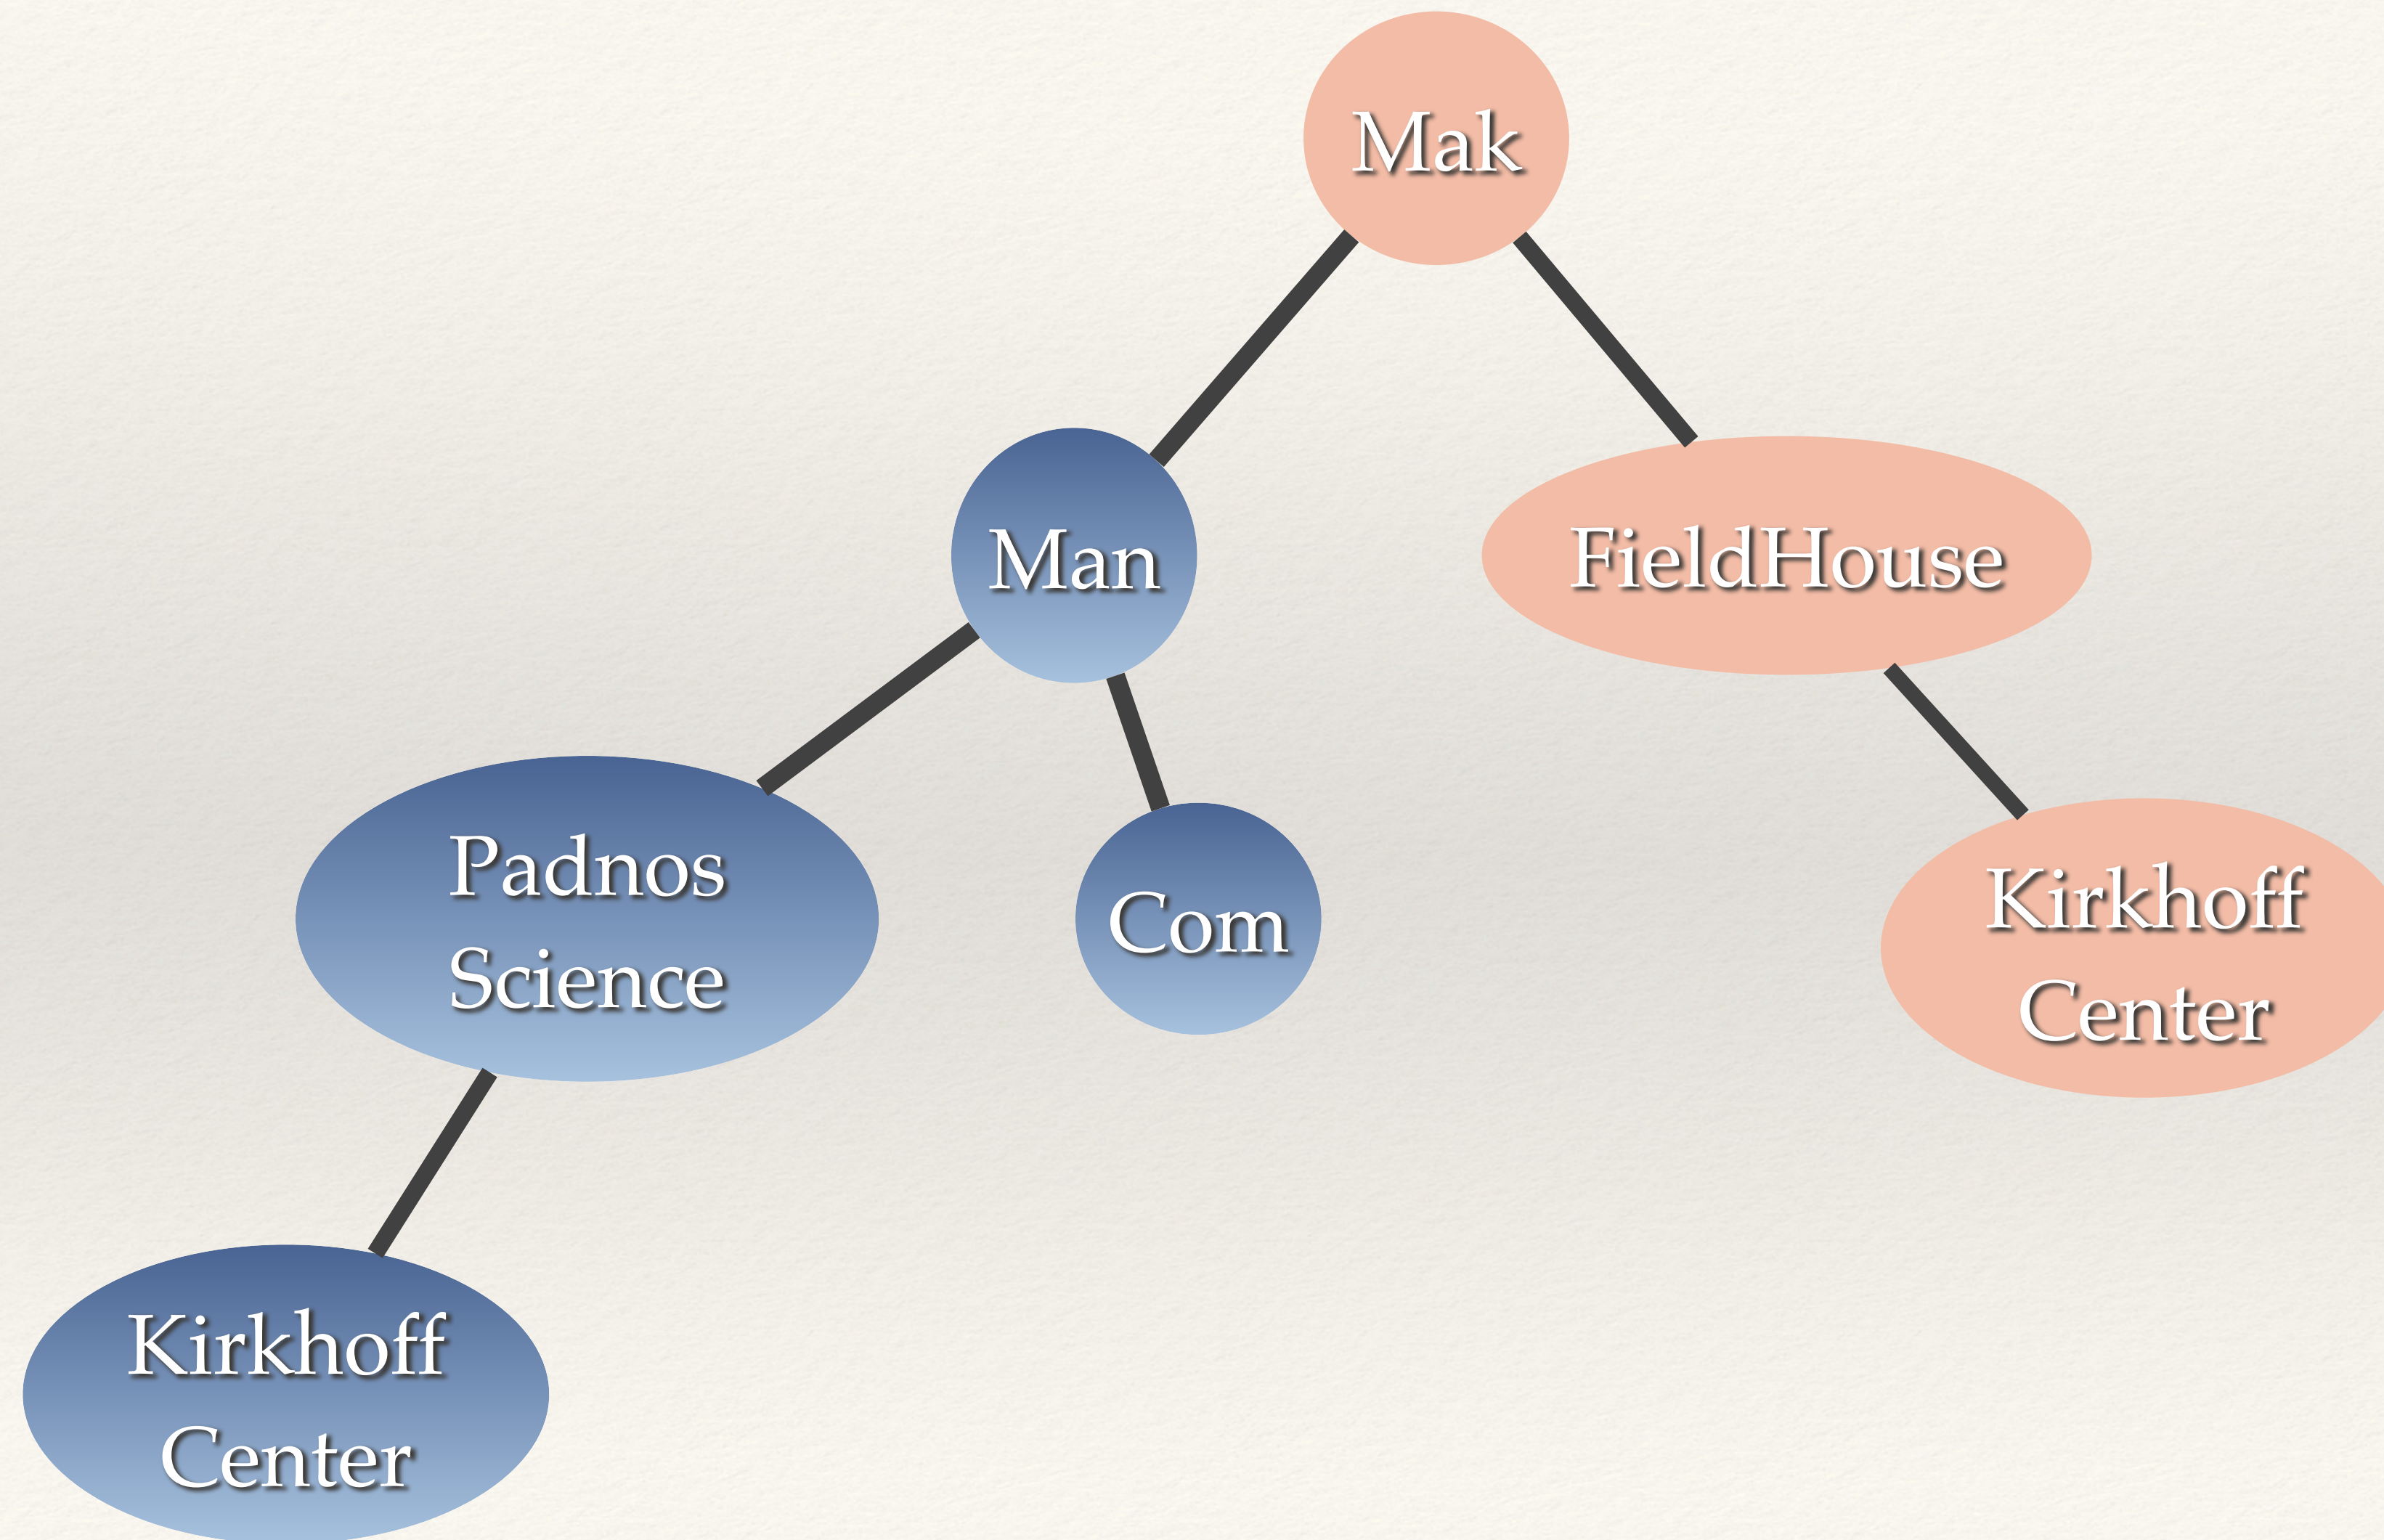 Mak
Man
FieldHouse
Padnos
Science
Com
Kirkhoff
Center
Kirkhoff
Center